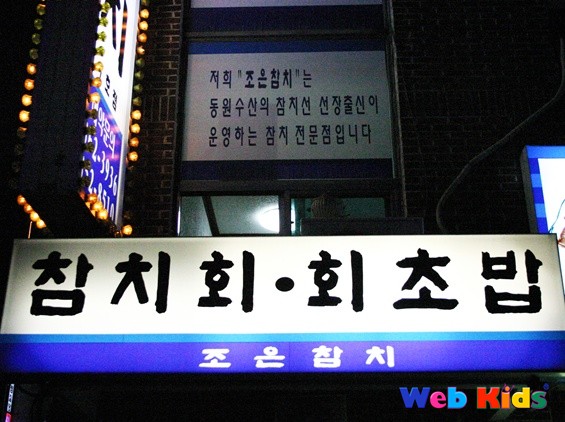 저희 "조은참치"는
동원수산의 참치선 선장출신이
운영하는 참치 전문점입니다
참치회·회초밥
조은참치
Web Kids